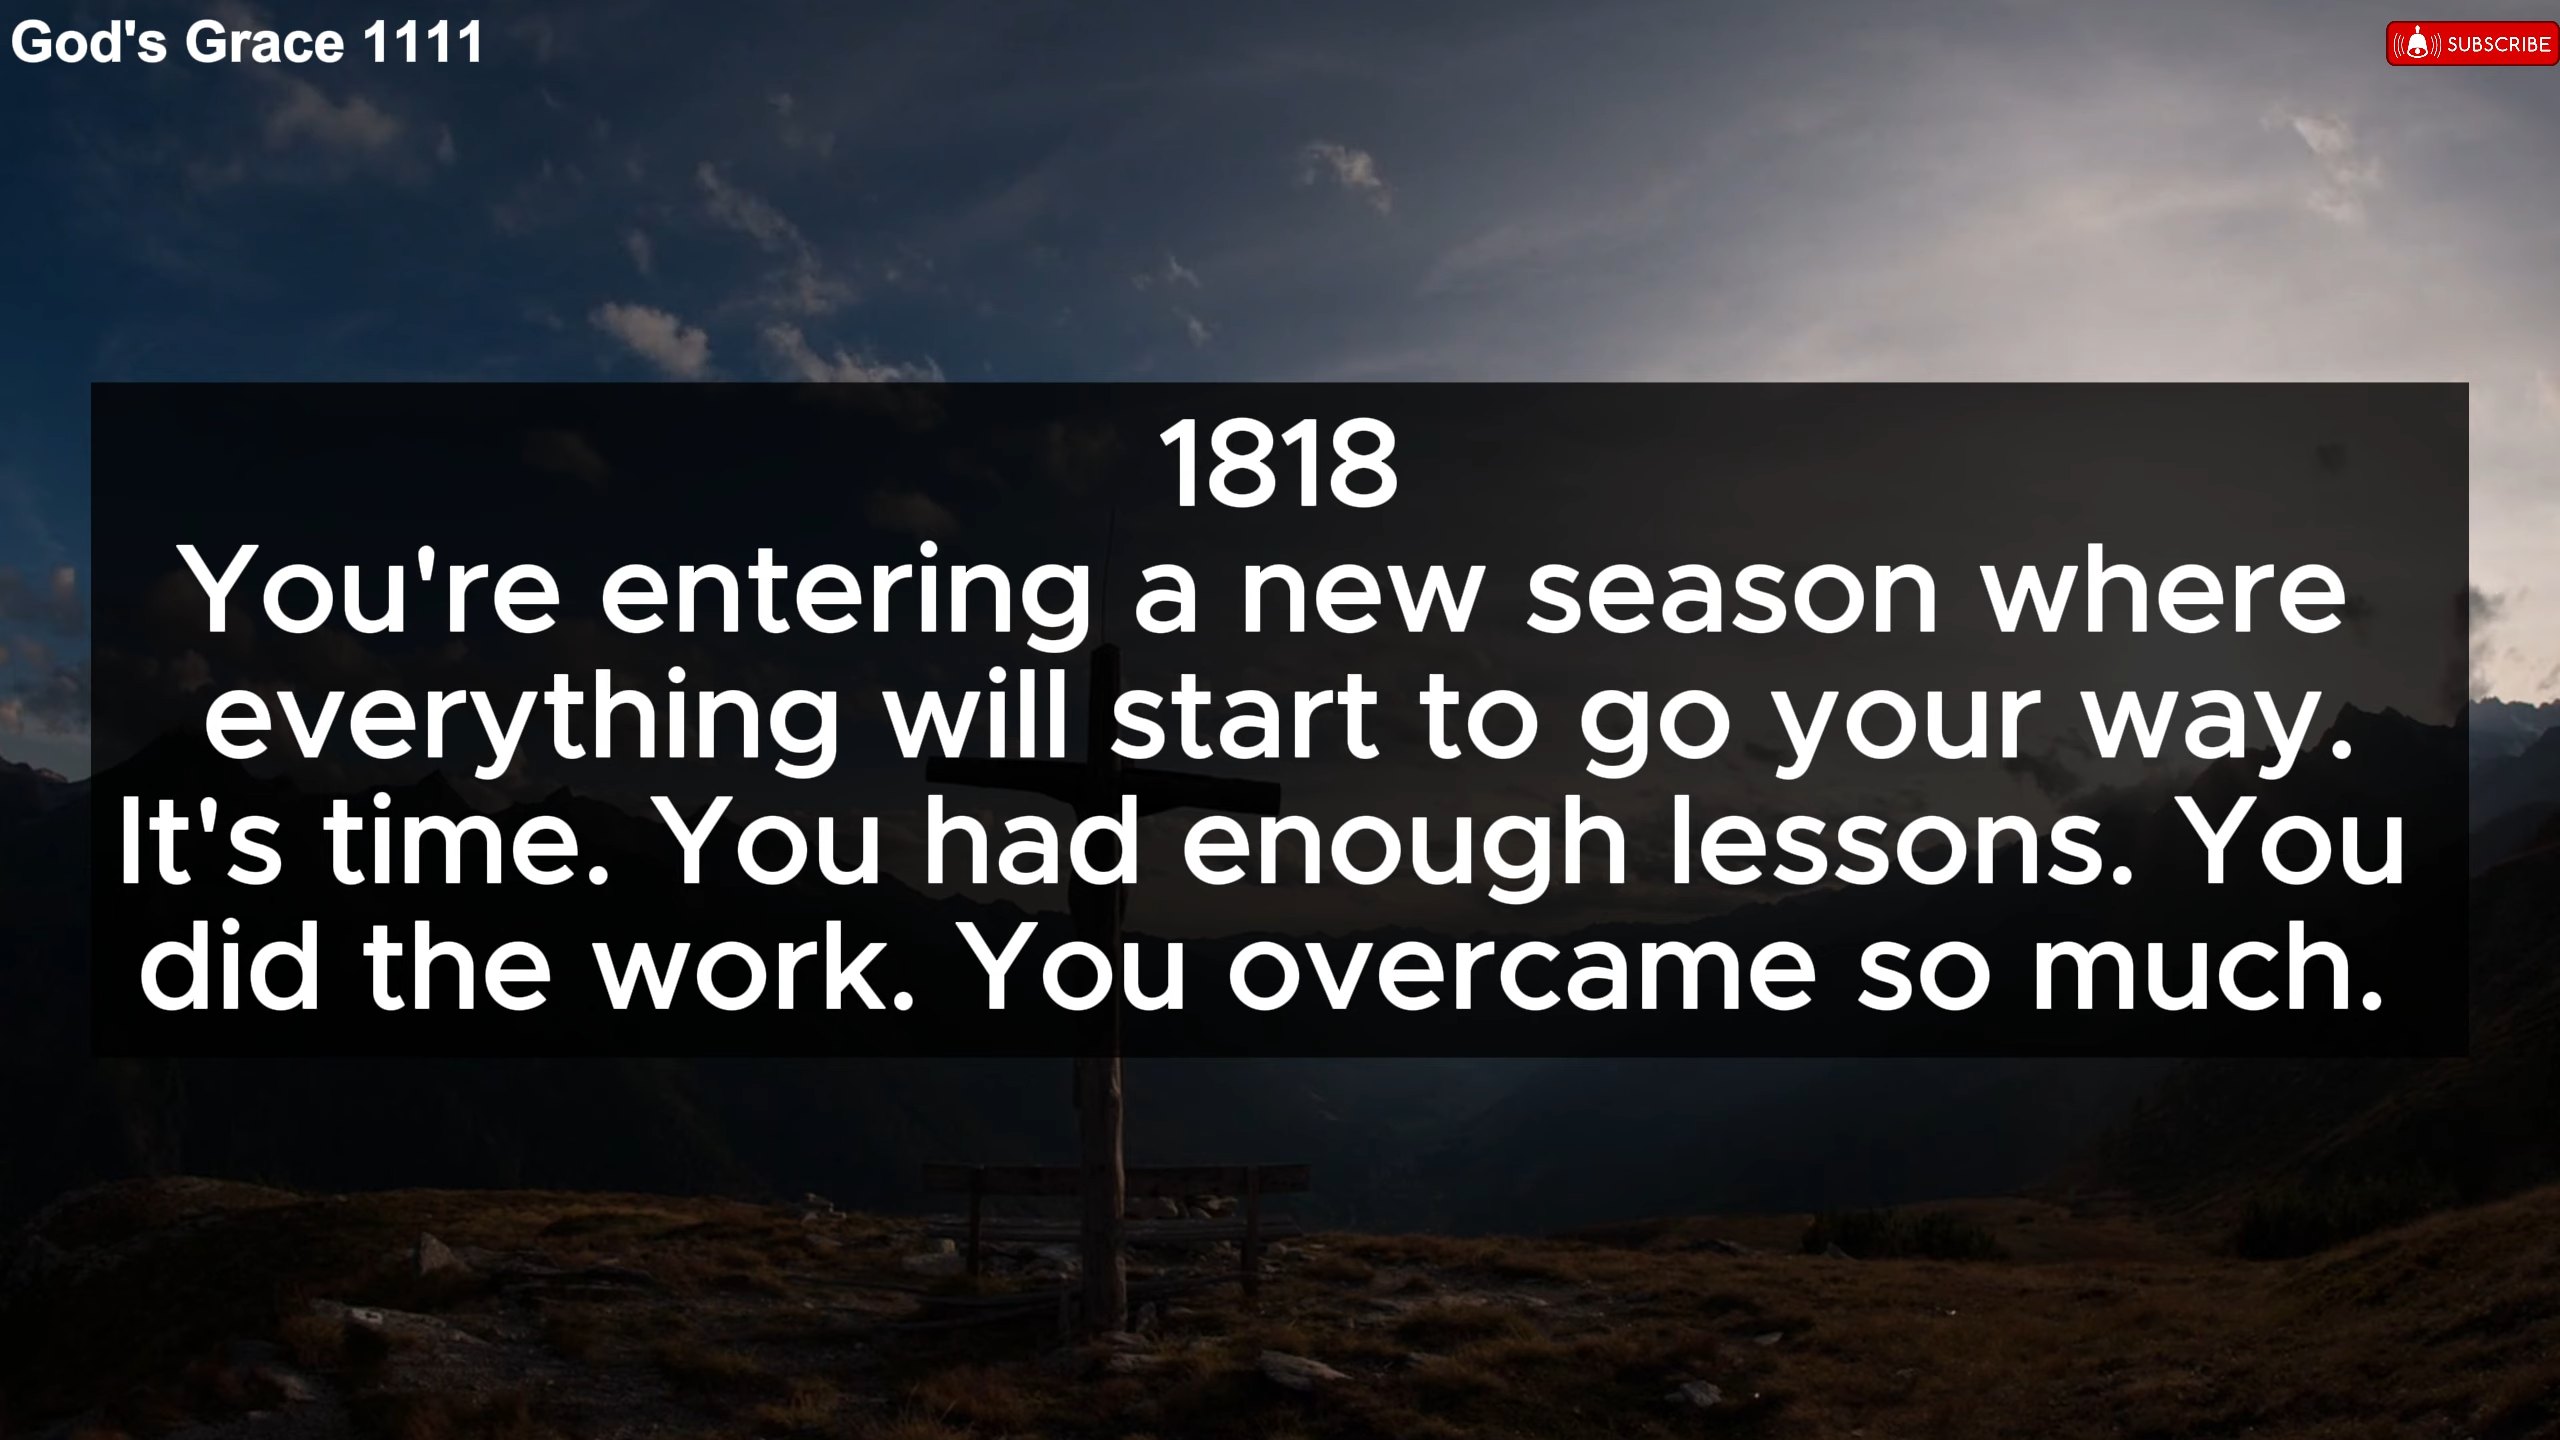 God's Grace 1111
SUBSCRIBE
1818
You're entering a new season where
everything will start to go your way.
It's time. You had enough lessons. You
did the work. You overcame so much.